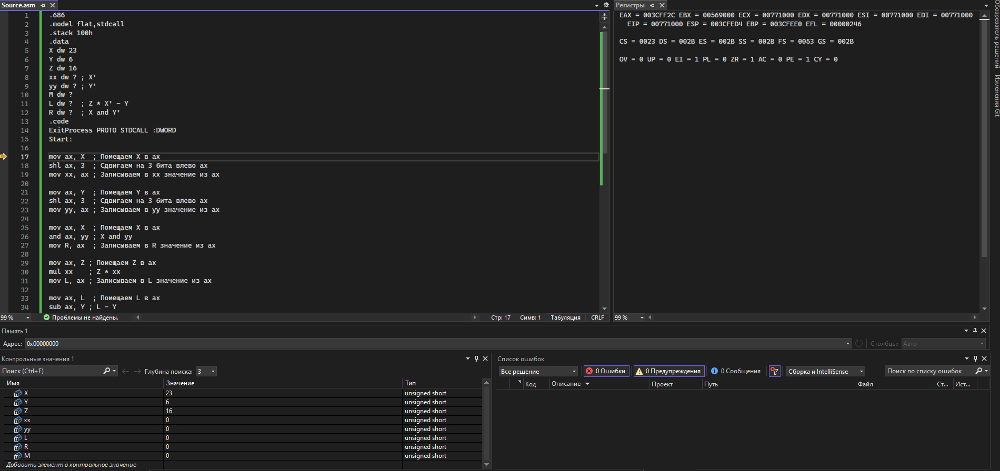 Source.asm
1 .686
2 .model flat,stdcall
3 .stack 100h
4 .data
5 X dw 23
6 Y dw 6
7 Z dw 16
8 xx dw ? ; X'
9 yy dw ? ; Y'
10 M dw ?
11 L dw ?  ; Z * X’ - Y
12 R dw ?  ; X and Y’
13 .code
14 ExitProcess PROTO STDCALL :DWORD
15 Start:
16
17 mov ax, X  ; Помещаем X в ax
18 shl ax, 3  ; Сдвигаем на 3 бита влево ax
19 mov xx, ax ; Записываем в xx значение из ax
20
21 mov ax, Y  ; Помещаем Y в ax
22 shl ax, 3  ; Сдвигаем на 3 бита влево ax
23 mov yy, ax ; Записываем в yy значение из ax
24
25 mov ax, X  ; Помещаем X в ax
26 and ax, yy ; X and yy
27 mov R, ax  ; Записываем в R значение из ax
28
29 mov ax, Z ; Помещаем Z в ax
30 mul xx    ; Z * xx
31 mov L, ax ; Записываем в L значение из ax
32
33 mov ax, L  ; Помещаем L в ax
34 sub ax, Y ; L - Y
99 % Проблемы не найдены. Стр: 17 Симв: 1 Табуляция CRLF
Регистры
EAX = 003CFF2C EBX = 00569000 ECX = 00771000 EDX = 00771000 ESI = 00771000 EDI = 00771000
EIP = 00771000 ESP = 003CFED4 EBP = 003CFEE0 EFL = 00000246
CS = 0023 DS = 002B ES = 002B SS = 002B FS = 0053 GS = 002B
OV = 0 UP = 0 EI = 1 PL = 0 ZR = 1 AC = 0 PE = 1 CY = 0
99 %
Обозреватель решений
Изменения Git
Память 1
Адрес: 0x00000000 Столбцы: Авто
Контрольные значения 1
Поиск (Ctrl+E) Глубина поиска: 3
Имя Значение Тип
X 23 unsigned short
Y 6 unsigned short
Z 16 unsigned short
xx 0 unsigned short
yy 0 unsigned short
L 0 unsigned short
R 0 unsigned short
M 0 unsigned short
Добавить элемент в контрольное значение
Список ошибок
Все решение 0 Ошибки 0 Предупреждения 0 Сообщения Сборка и IntelliSense Поиск по списку ошибок
Код Описание Проект Путь Файл Ст... Ист...